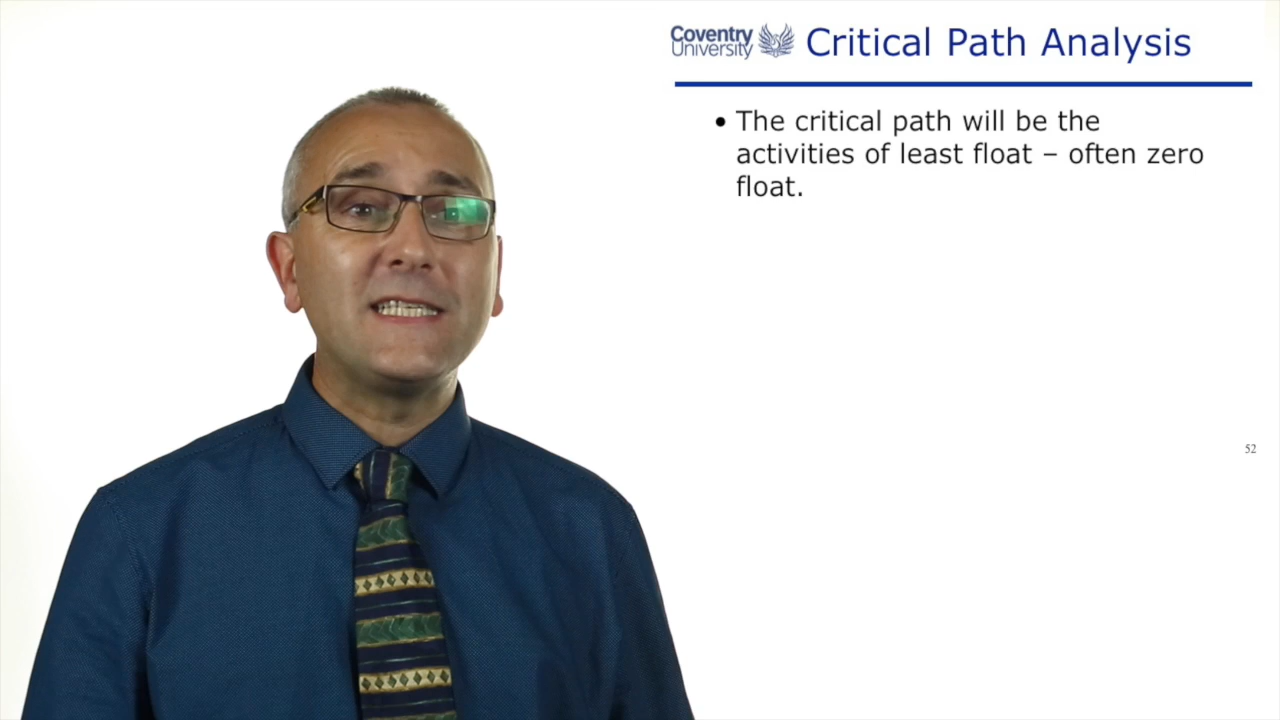 Coventry
University
Critical Path Analysis
• The critical path will be the
activities of least float – often zero
float.
52